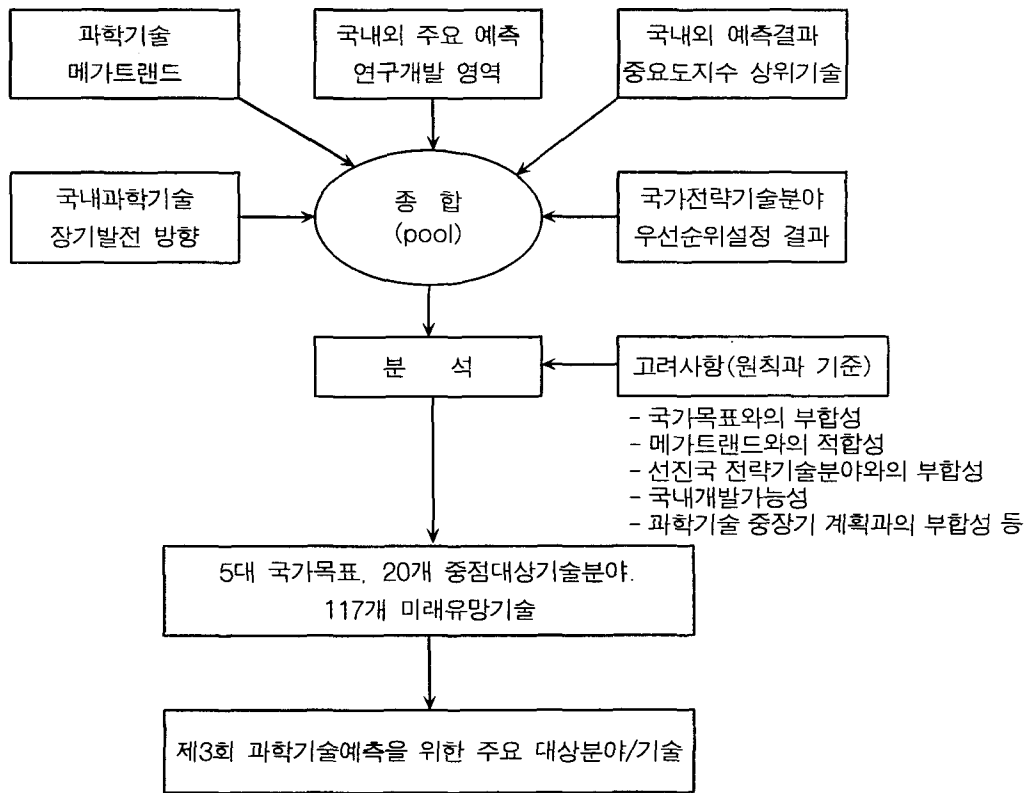 과학기술
메가트랜드
국내외 주요 예측
연구개발 영역
국내외 예측결과
중요도지수 상위기술
국내과학기술
장기발전 방향
종 합
(pool)
국가전략기술분야
우선순위설정 결과
분 석
고려사항(원칙과 기준)
- 국가목표와의 부합성
- 메가트랜드와의 적합성
- 선진국 전략기술분야와의 부합성
- 국내개발가능성
- 과학기술 중장기 계획과의 부합성 등
5대 국가목표, 20개 중점대상기술분야.
117개 미래유망기술
제3회 과학기술예측을 위한 주요 대상분야/기술